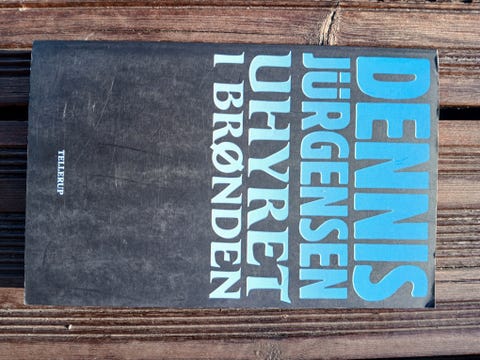 DENNIS
JÜRGENSEN
UHYRET
I BRØNDEN
TELLERUP